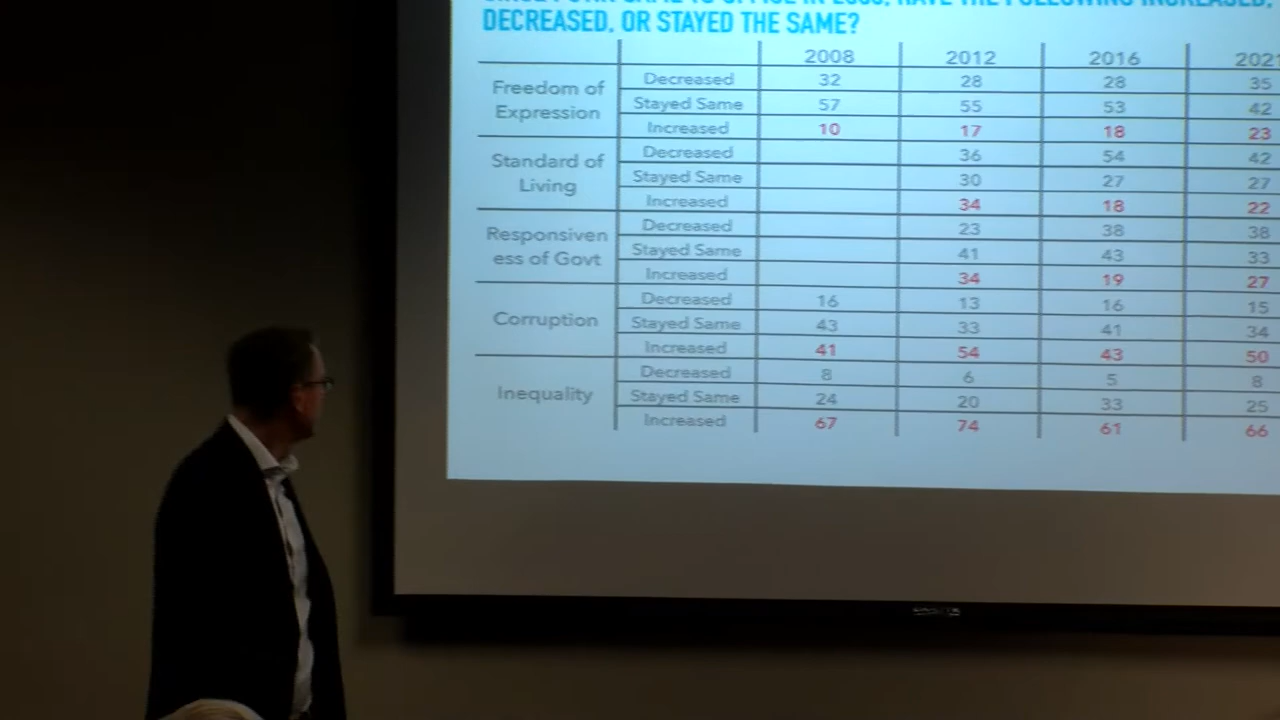 DECREASED, OR STAYED THE SAME?
2008 2012 2016 2021
Freedom of Expression Decreased 32 28 28 35
Stayed Same 57 55 53 42
Increased 10 17 18 23
Standard of Living Decreased 36 54 42
Stayed Same 30 27 27
Increased 34 18 22
Responsiven ess of Govt Decreased 23 38 38
Stayed Same 41 43 33
Increased 34 19 27
Corruption Decreased 16 13 16 15
Stayed Same 43 33 41 34
Increased 41 54 43 50
Inequality Decreased 8 6 5 8
Stayed Same 24 20 33 25
Increased 67 74 61 66